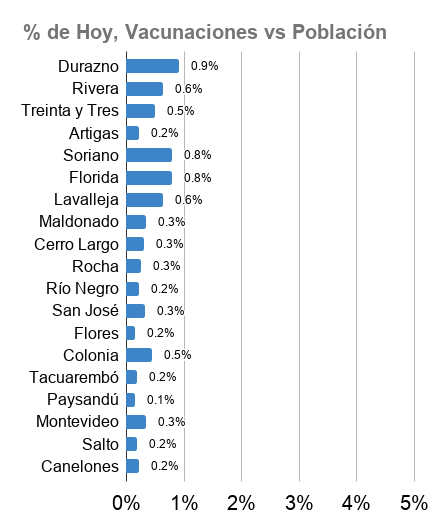 % de Hoy, Vacunaciones vs Población
Durazno 0.9%
Rivera 0.6%
Treinta y Tres 0.5%
Artigas 0.2%
Soriano 0.8%
Florida 0.8%
Lavalleja 0.6%
Maldonado 0.3%
Cerro Largo 0.3%
Rocha 0.3%
Río Negro 0.2%
San José 0.3%
Flores 0.2%
Colonia 0.5%
Tacuarembó 0.2%
Paysandú 0.1%
Montevideo 0.3%
Salto 0.2%
Canelones 0.2%
0% 1% 2% 3% 4% 5%